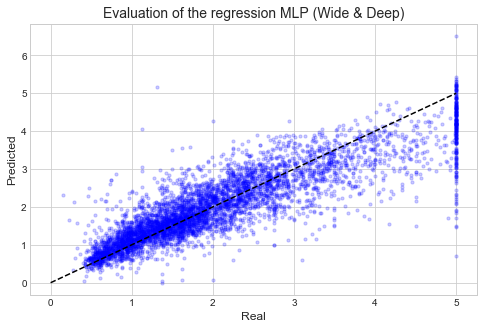 Evaluation of the regression MLP (Wide & Deep)
Predicted
6
5
4
3
2
1
0
0 1 2 3 4 5
Real